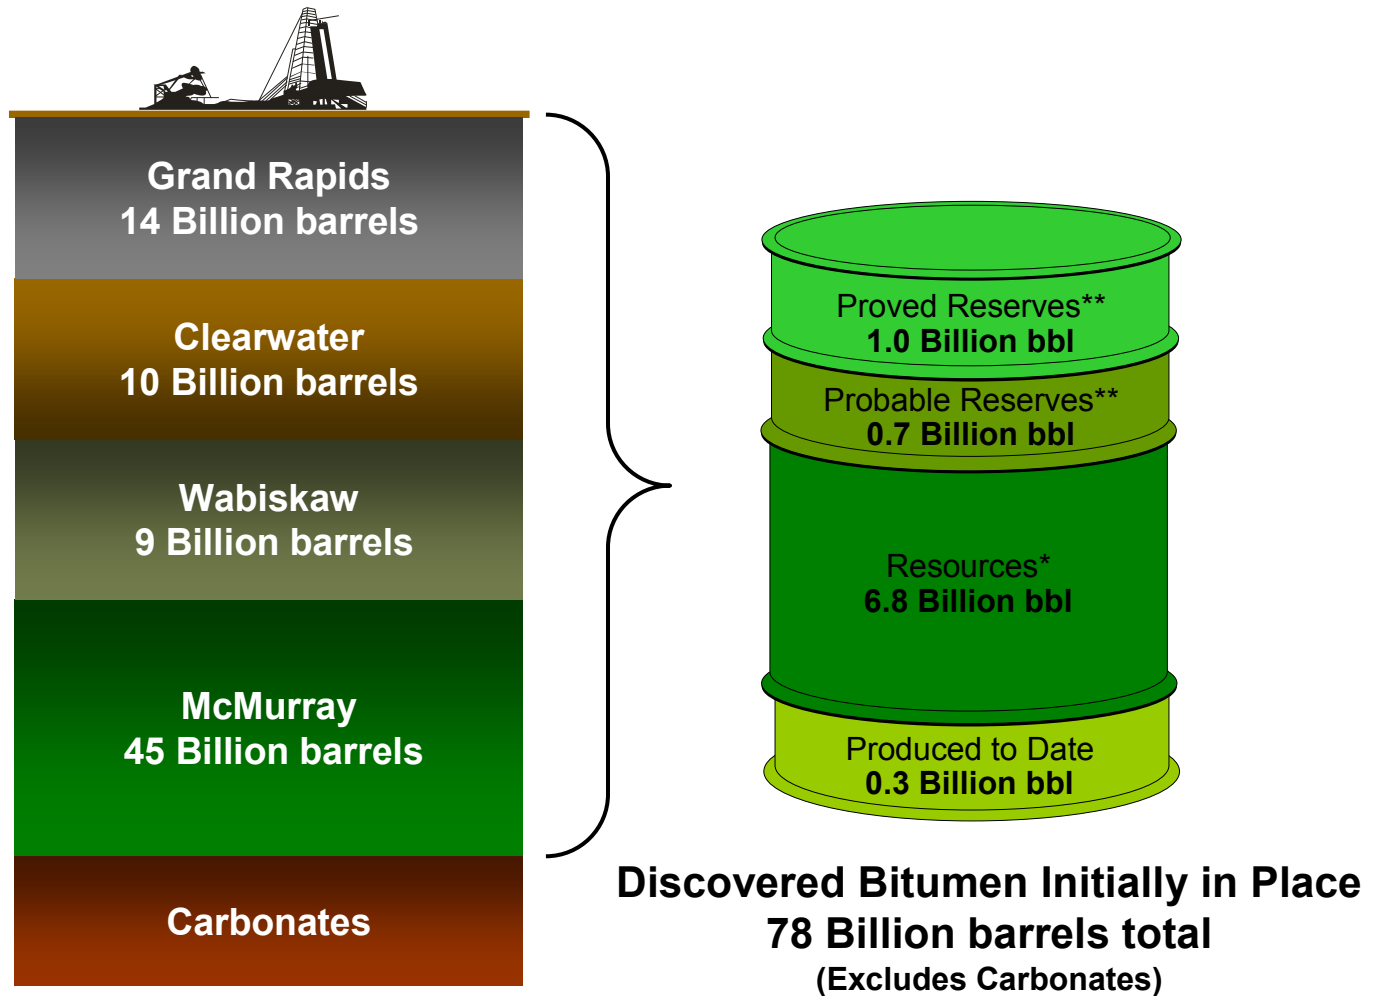 Grand Rapids
14 Billion barrels
Clearwater
10 Billion barrels
Wabiskaw
9 Billion barrels
McMurray
45 Billion barrels
Carbonates
Proved Reserves**
1.0 Billion bbl
Probable Reserves**
0.7 Billion bbl
Resources*
6.8 Billion bbl
Produced to Date
0.3 Billion bbl
Discovered Bitumen Initially in Place
78 Billion barrels total
(Excludes Carbonates)